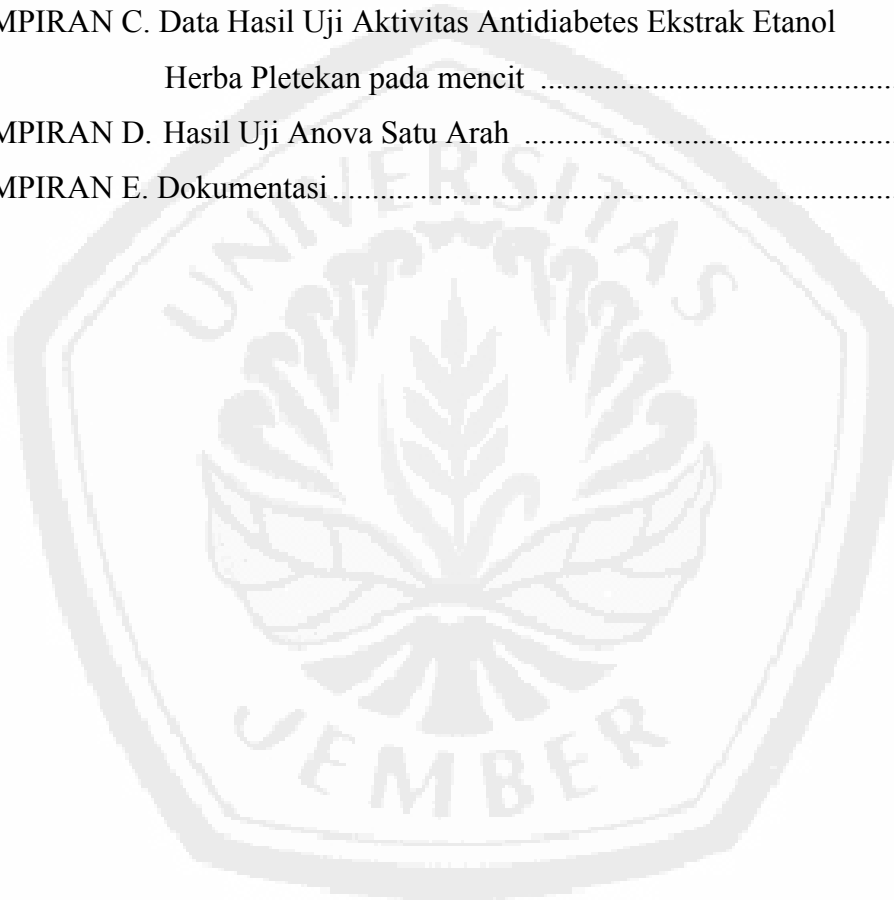 MPIRAN C. Data Hasil Uji Aktivitas Antidiabetes Ekstrak Etanol
Herba Pletekan pada mencit ............................................
MPIRAN D. Hasil Uji Anova Satu Arah ..............................................
MPIRAN E. Dokumentasi......................................................................
UNIVERSITAS
JEMBER